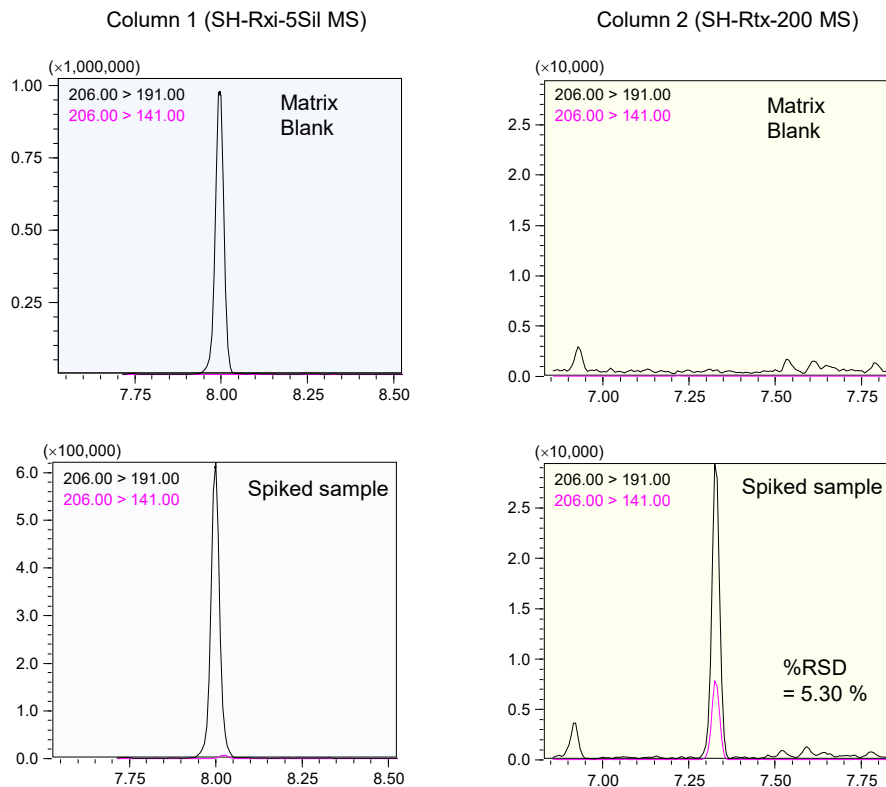 Column 1 (SH-Rxi-5Sil MS)
Column 2 (SH-Rtx-200 MS)
(×1,000,000)
206.00 > 191.00
206.00 > 141.00
Matrix
Blank
1.00
0.75
0.50
0.25
7.75
8.00
8.25
8.50
(×10,000)
206.00 > 191.00
206.00 > 141.00
Matrix
Blank
2.5
2.0
1.5
1.0
0.5
0.0
7.00
7.25
7.50
7.75
(×100,000)
206.00 > 191.00
206.00 > 141.00
Spiked sample
6.0
5.0
4.0
3.0
2.0
1.0
0.0
7.75
8.00
8.25
8.50
(×10,000)
206.00 > 191.00
206.00 > 141.00
Spiked sample
2.5
2.0
1.5
1.0
0.5
0.0
%RSD
= 5.30 %
7.00
7.25
7.50
7.75